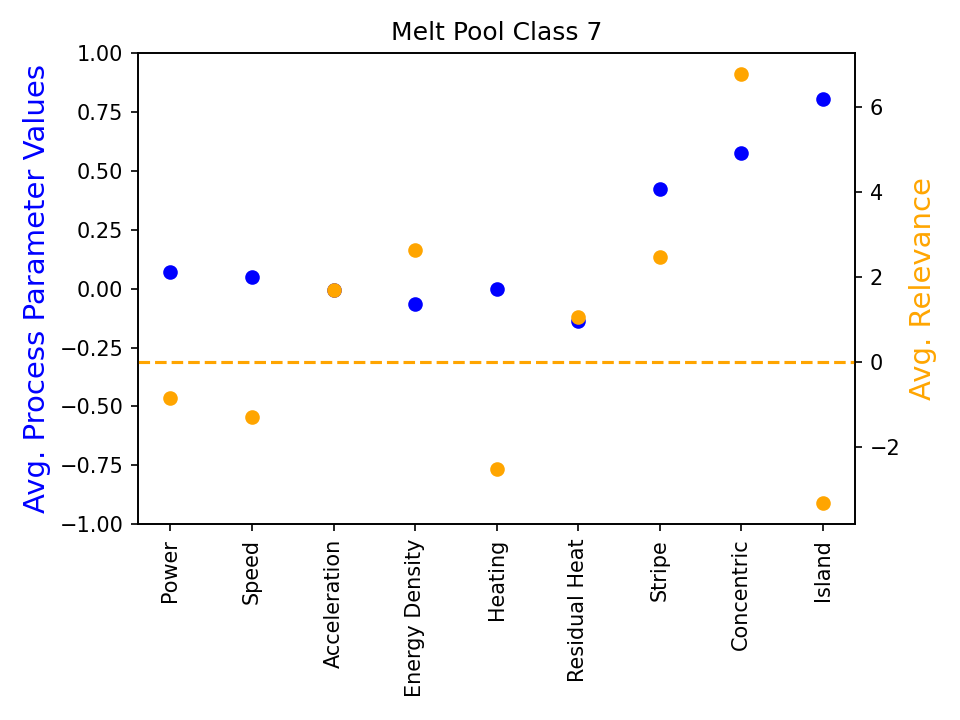 Melt Pool Class 7
Avg. Process Parameter Values
1.00
0.75
0.50
0.25
0.00
−0.25
−0.50
−0.75
−1.00
6
4
2
0
−2
Avg. Relevance
Power
Speed
Acceleration
Energy Density
Heating
Residual Heat
Stripe
Concentric
Island